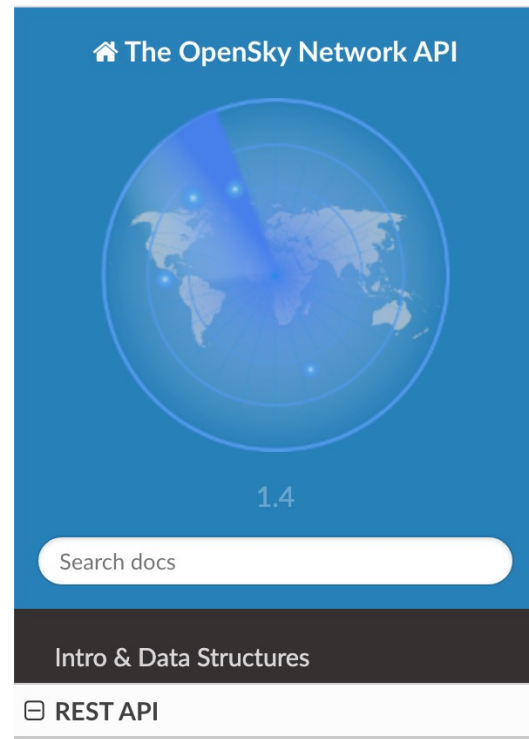 The OpenSky Network API
1.4
Search docs
Intro & Data Structures
REST API